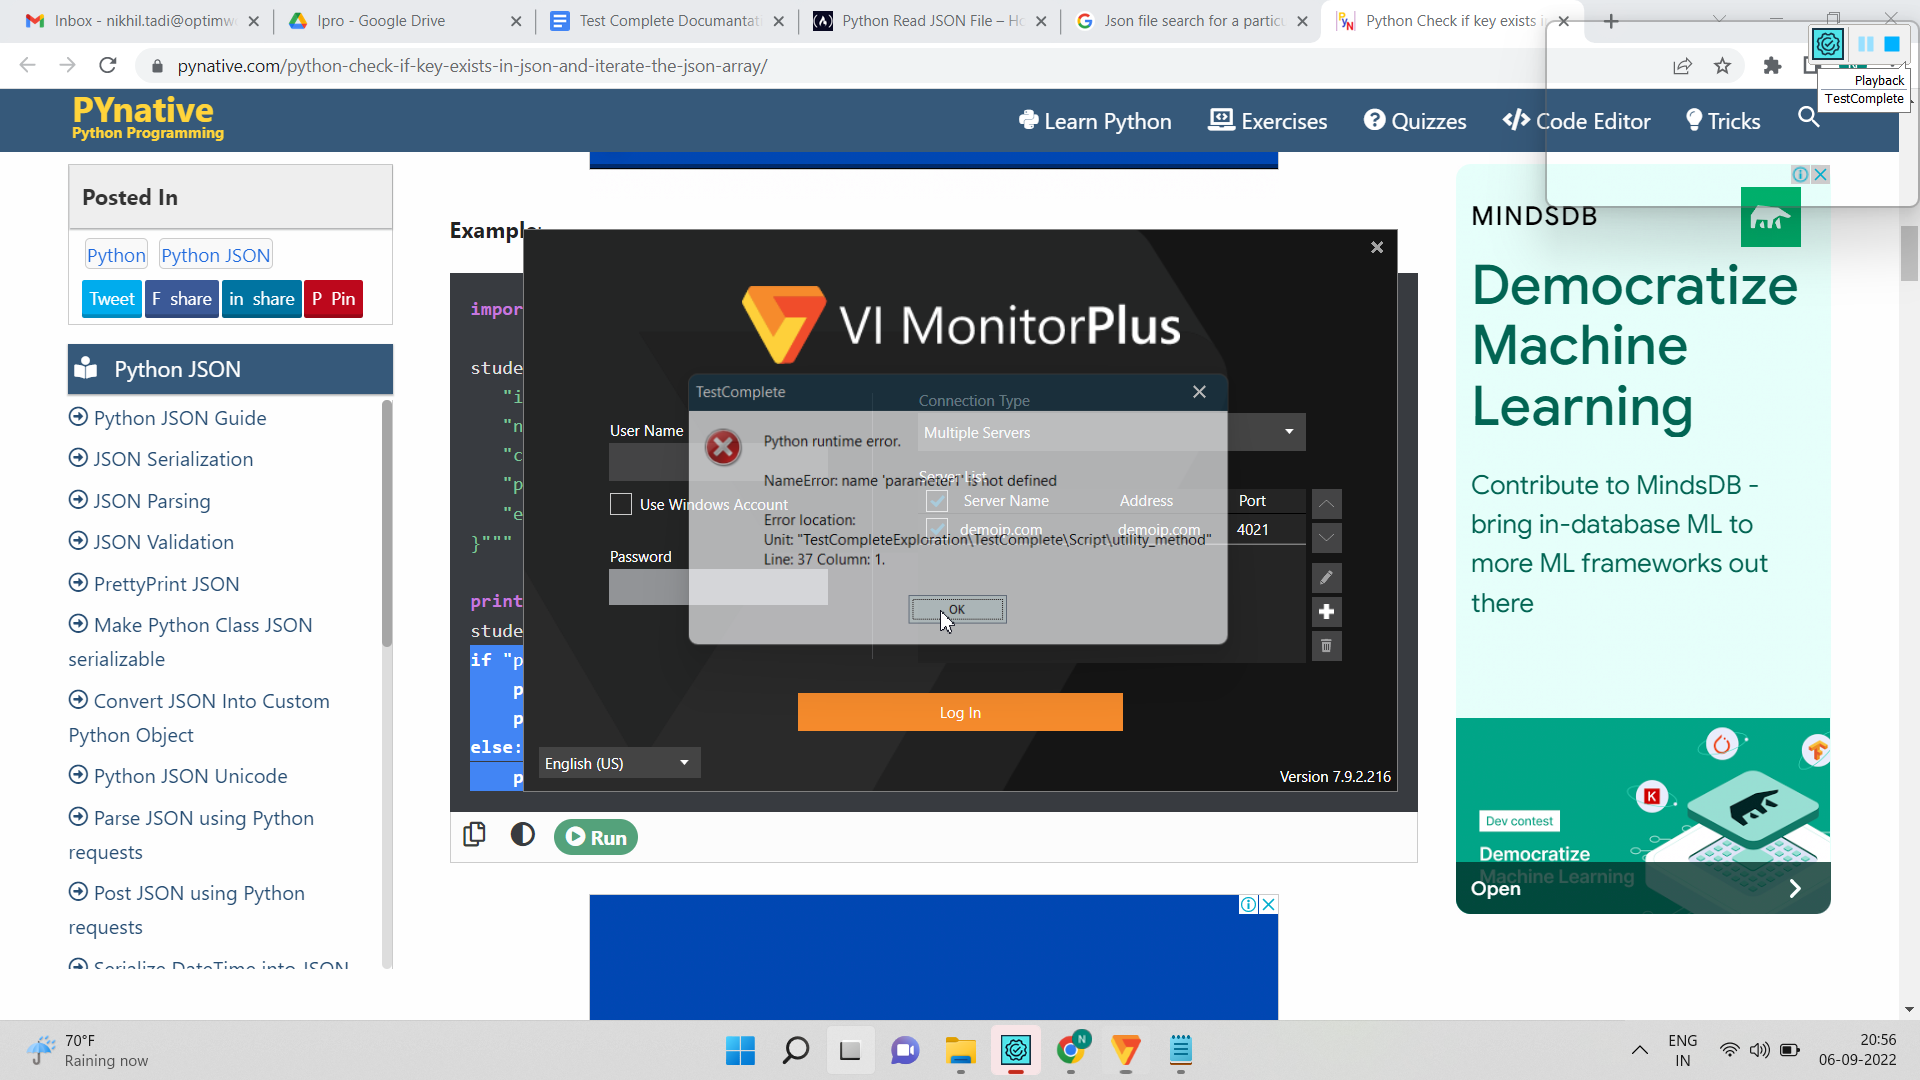 Inbox - nikhil.tadi@optimw
Ipro - Google Drive
Test Complete Documantat
Python Read JSON File – Ho
Json file search for a particu
Python Check if key exists i
pynative.com/python-check-if-key-exists-in-json-and-iterate-the-json-array/
Playback
TestComplete
PYnative
Python Programming
Learn Python
Exercises
Quizzes
Code Editor
Tricks
Posted In
Python
Python JSON
Tweet
F share
in share
P Pin
Python JSON
Python JSON Guide
JSON Serialization
JSON Parsing
JSON Validation
PrettyPrint JSON
Make Python Class JSON
serializable
Convert JSON Into Custom
Python Object
Python JSON Unicode
Parse JSON using Python
requests
Post JSON using Python
requests
Serialize DateTime into JSON
Example:
impor
stude
"i
"n
"c
"p
"e
}"""
print
stude
if "p
p
p
else:
p
Run
VI MonitorPlus
User Name
Use Windows Account
Password
Connection Type
Multiple Servers
Server List
Server Name
Address
Port
demoip.com
demoip.com
4021
Log In
English (US)
Version 7.9.2.216
TestComplete
Python runtime error.
NameError: name 'parameter1' is not defined
Error location:
Unit: "TestCompleteExploration\TestComplete\Script\utility_method"
Line: 37 Column: 1.
OK
MINDSDB
Democratize
Machine
Learning
Contribute to MindsDB -
bring in-database ML to
more ML frameworks out
there
Dev contest
Democratize
Machine Learning
Open
70°F
Raining now
N
ENG
IN
20:56
06-09-2022